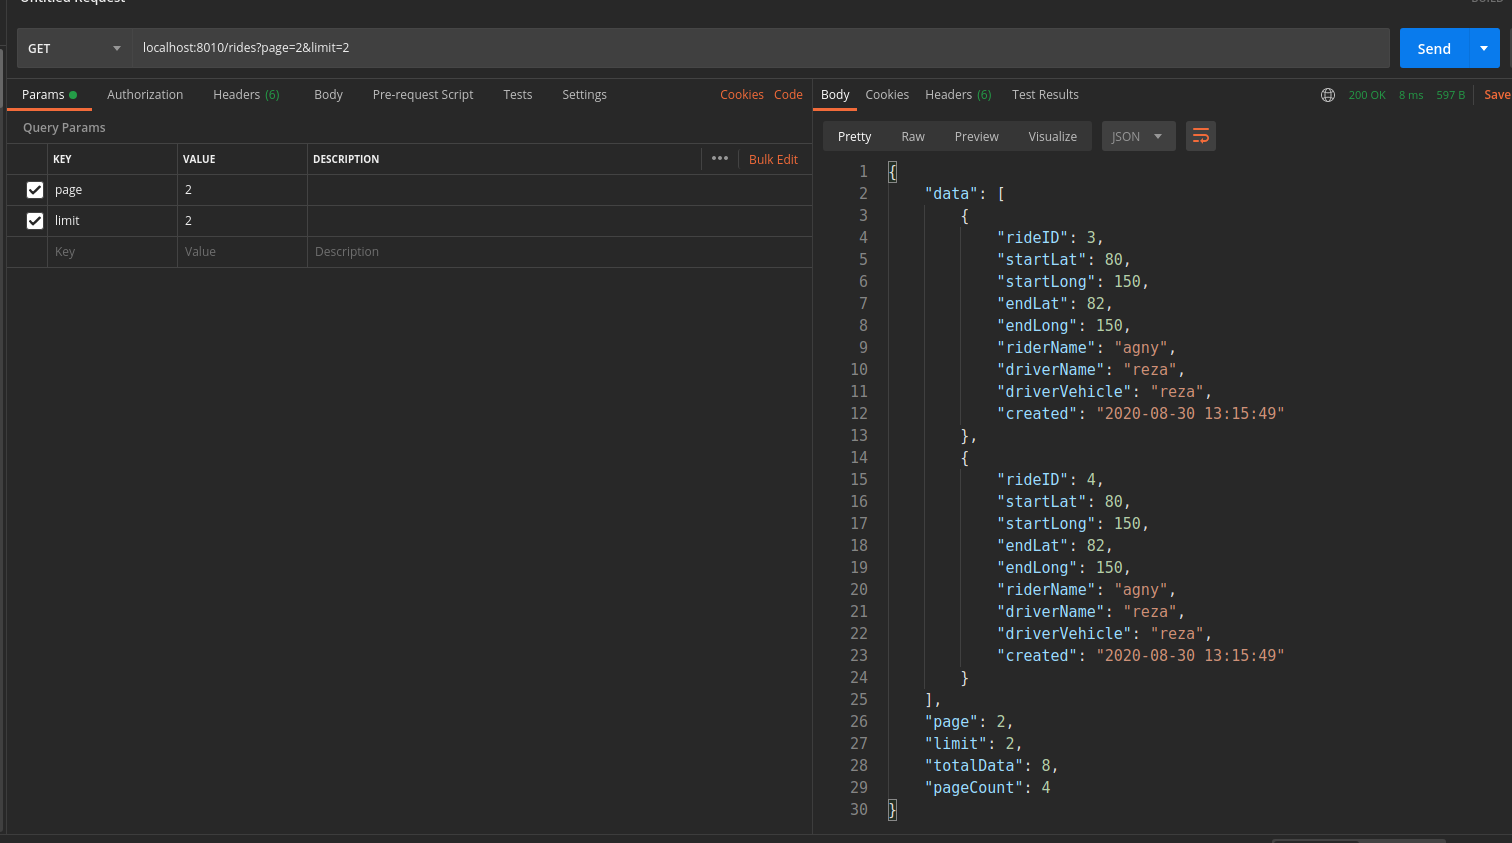 Untitled Request
BUILD
GET
localhost:8010/rides?page=2&limit=2
Send
Params
Authorization
Headers (6)
Body
Pre-request Script
Tests
Settings
Cookies
Code
Query Params
KEY
VALUE
DESCRIPTION
Bulk Edit
page
2
limit
2
Key
Value
Description
Body
Cookies
Headers (6)
Test Results
200 OK
8 ms
597 B
Save
Pretty
Raw
Preview
Visualize
JSON
1 {
2 "data": [
3 {
4 "rideID": 3,
5 "startLat": 80,
6 "startLong": 150,
7 "endLat": 82,
8 "endLong": 150,
9 "riderName": "agny",
10 "driverName": "reza",
11 "driverVehicle": "reza",
12 "created": "2020-08-30 13:15:49"
13 },
14 {
15 "rideID": 4,
16 "startLat": 80,
17 "startLong": 150,
18 "endLat": 82,
19 "endLong": 150,
20 "riderName": "agny",
21 "driverName": "reza",
22 "driverVehicle": "reza",
23 "created": "2020-08-30 13:15:49"
24 }
25 ],
26 "page": 2,
27 "limit": 2,
28 "totalData": 8,
29 "pageCount": 4
30 }